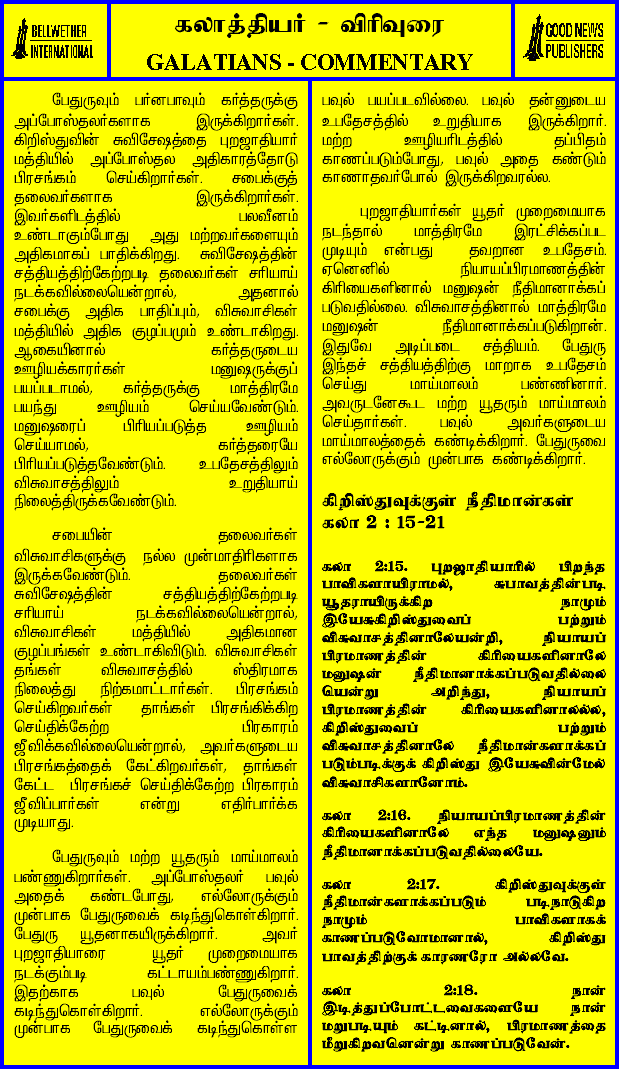 BELLWETHER
INTERNATIONAL
கலாத்தியர் - விரிவுரை
GALATIANS - COMMENTARY
GOOD NEWS
PUBLISHERS
பேதுருவும் பர்னபாவும் கர்த்தருக்கு
அப்போஸ்தலர்களாக இருக்கிறார்கள்.
கிறிஸ்துவின் சுவிசேஷத்தை புறஜாதியார்
மத்தியில் அப்போஸ்தல அதிகாரத்தோடு
பிரசங்கம் செய்கிறார்கள். சபைக்குத்
தலைவர்களாக இருக்கிறார்கள்.
இவர்களிடத்தில் பலவீனம்
உண்டாகும்போது அது மற்றவர்களையும்
அதிகமாகப் பாதிக்கிறது. சுவிசேஷத்தின்
சத்தியத்திற்கேற்றபடி தலைவர்கள் சரியாய்
நடக்கவில்லையென்றால், அதனால்
சபைக்கு அதிக பாதிப்பும், விசுவாசிகள்
மத்தியில் அதிக குழப்பமும் உண்டாகிறது.
ஆகையினால் கர்த்தருடைய
ஊழியக்காரர்கள் மனுஷருக்குப்
பயப்படாமல், கர்த்தருக்கு மாத்திரமே
பயந்து ஊழியம் செய்யவேண்டும்.
மனுஷரைப் பிரியப்படுத்த ஊழியம்
செய்யாமல், கர்த்தரையே
பிரியப்படுத்தவேண்டும். உபதேசத்திலும்
விசுவாசத்திலும் உறுதியாய்
நிலைத்திருக்கவேண்டும்.
சபையின் தலைவர்கள்
விசுவாசிகளுக்கு நல்ல முன்மாதிரிகளாக
இருக்கவேண்டும். தலைவர்கள்
சுவிசேஷத்தின் சத்தியத்திற்கேற்றபடி
சரியாய் நடக்கவில்லையென்றால்,
விசுவாசிகள் மத்தியில் அதிகமான
குழப்பங்கள் உண்டாகிவிடும். விசுவாசிகள்
தங்கள் விசுவாசத்தில் ஸ்திரமாக
நிலைத்து நிற்கமாட்டார்கள். பிரசங்கம்
செய்கிறவர்கள் தாங்கள் பிரசங்கிக்கிற
செய்திக்கேற்ற பிரகாரம்
ஜீவிக்கவில்லையென்றால், அவர்களுடைய
பிரசங்கத்தைக் கேட்கிறவர்கள், தாங்கள்
கேட்ட பிரசங்கச் செய்திக்கேற்ற பிரகாரம்
ஜீவிப்பார்கள் என்று எதிர்பார்க்க
முடியாது.
பேதுருவும் மற்ற யூதரும் மாய்மாலம்
பண்ணுகிறார்கள். அப்போஸ்தலர் பவுல்
அதைக் கண்டபோது, எல்லோருக்கும்
முன்பாக பேதுருவைக் கடிந்துகொள்கிறார்.
பேதுரு யூதனாகயிருக்கிறார். அவர்
புறஜாதியாரை யூதர் முறைமையாக
நடக்கும்படி கட்டாயம்பண்ணுகிறார்.
இதற்காக பவுல் பேதுருவைக்
கடிந்துகொள்கிறார். எல்லோருக்கும்
முன்பாக பேதுருவைக் கடிந்துகொள்ள
பவுல் பயப்படவில்லை. பவுல் தன்னுடைய
உபதேசத்தில் உறுதியாக இருக்கிறார்.
மற்ற ஊழியரிடத்தில் தப்பிதம்
காணப்படும்போது, பவுல் அதை கண்டும்
காணாதவர்போல் இருக்கிறவரல்ல.
புறஜாதியார்கள் யூதர் முறைமையாக
நடந்தால் மாத்திரமே இரட்சிக்கப்பட
முடியும் என்பது தவறான உபதேசம்.
ஏனெனில் நியாயப்பிரமாணத்தின்
கிரியைகளினால் மனுஷன் நீதிமானாக்கப்
படுவதில்லை. விசுவாசத்தினால் மாத்திரமே
மனுஷன் நீதிமானாக்கப்படுகிறான்.
இதுவே அடிப்படை சத்தியம். பேதுரு
இந்தச் சத்தியத்திற்கு மாறாக உபதேசம்
செய்து மாய்மாலம் பண்ணினார்.
அவருடனேகூட மற்ற யூதரும் மாய்மாலம்
செய்தார்கள். பவுல் அவர்களுடைய
மாய்மாலத்தைக் கண்டிக்கிறார். பேதுருவை
எல்லோருக்கும் முன்பாக கண்டிக்கிறார்.
கிறிஸ்துவுக்குள் நீதிமான்கள்
கலா 2 : 15-21
கலா 2:15. புறஜாதியாரில் பிறந்த
பாவிகளாயிராமல், சுபாவத்தின்படி
யூதராயிருக்கிற நாமும்
இயேசுகிறிஸ்துவைப் பற்றும்
விசுவாசத்தினாலேயன்றி, நியாயப்
பிரமாணத்தின் கிரியைகளினாலே
மனுஷன் நீதிமானாக்கப்படுவதில்லை
யென்று அறிந்து, நியாயப்
பிரமாணத்தின் கிரியைகளினாலல்ல,
கிறிஸ்துவைப் பற்றும்
விசுவாசத்தினாலே நீதிமான்களாக்கப்
படும்படிக்குக் கிறிஸ்து இயேசுவின்மேல்
விசுவாசிகளானோம்.
கலா 2:16. நியாயப்பிரமாணத்தின்
கிரியைகளினாலே எந்த மனுஷனும்
நீதிமானாக்கப்படுவதில்லையே.
கலா 2:17. கிறிஸ்துவுக்குள்
நீதிமான்களாக்கப்படும் படிநாடுகிற
நாமும் பாவிகளாகக்
காணப்படுவோமானால், கிறிஸ்து
பாவத்திற்குக் காரணரோ அல்லவே.
கலா 2:18. நான்
இடித்துப்போட்டவைகளையே நான்
மறுபடியும் கட்டினால், பிரமாணத்தை
மீறுகிறவனென்று காணப்படுவேன்.